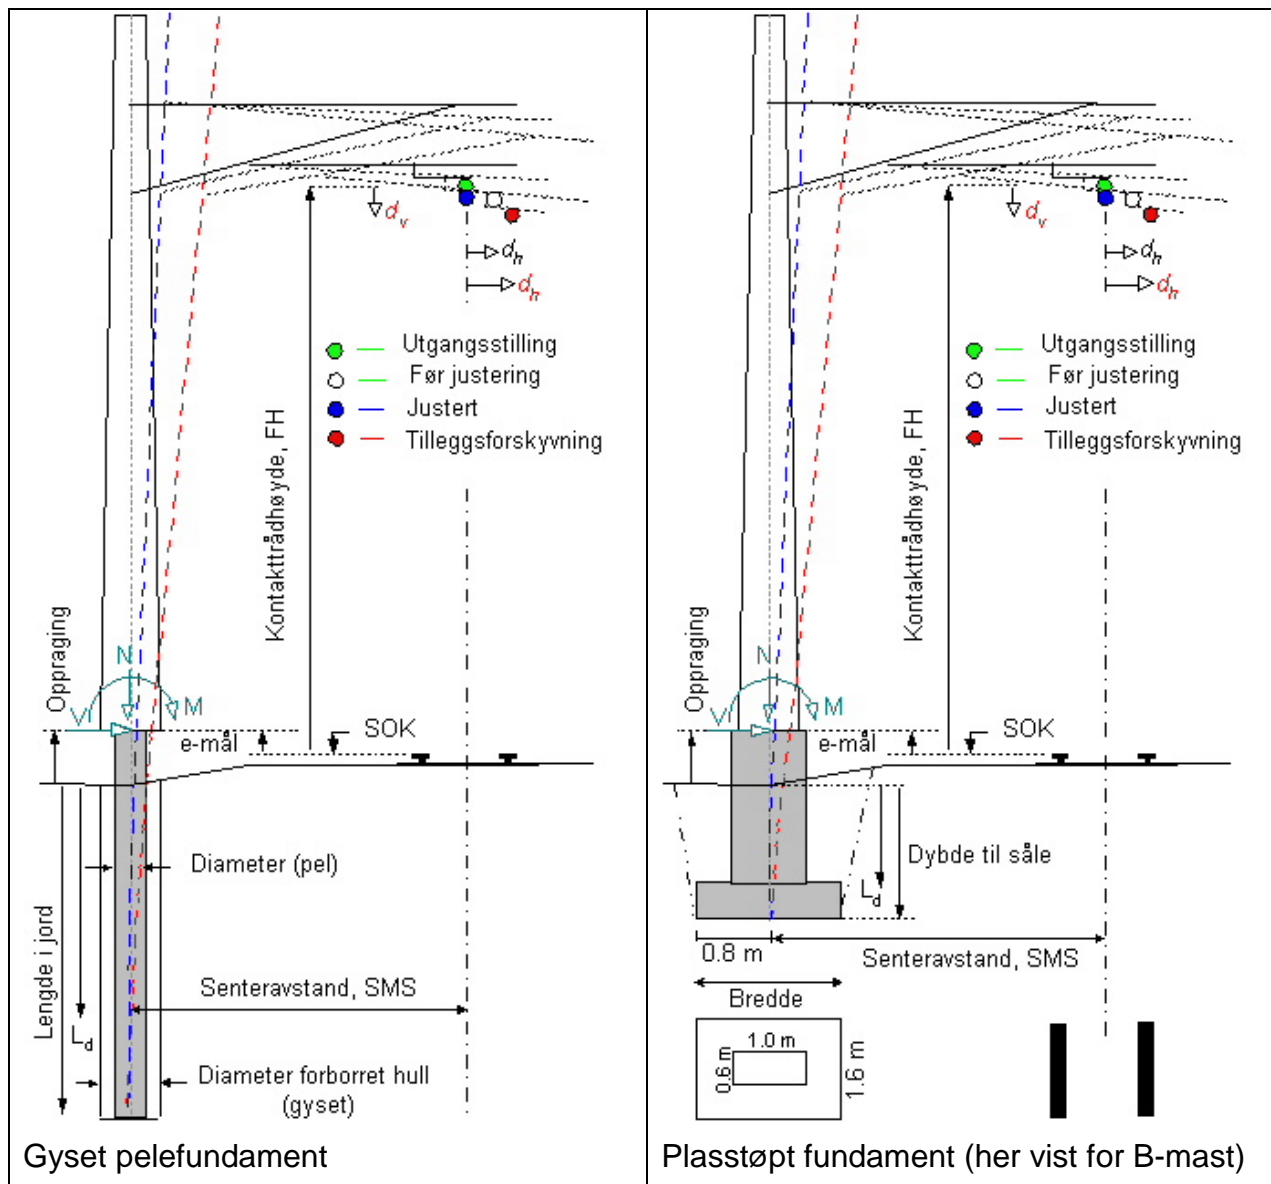 d_v
d_h
d_h
Utgangsstilling
Før justering
Justert
Tilleggsforskyvning
Kontakttrådhøyde, FH
Oppraging
N
V
M
e-mål
SOK
Diameter (pel)
Lengde i jord
Senteravstand, SMS
L_d
Diameter forborret hull
(gyset)
Gyset pelefundament
d_v
d_h
d_h
Utgangsstilling
Før justering
Justert
Tilleggsforskyvning
Kontakttrådhøyde, FH
Oppraging
N
V
M
e-mål
SOK
Dybde til såle
L_d
0.8 m
Senteravstand, SMS
Bredde
1.0 m
0.6 m
1.6 m
Plasstøpt fundament (her vist for B-mast)